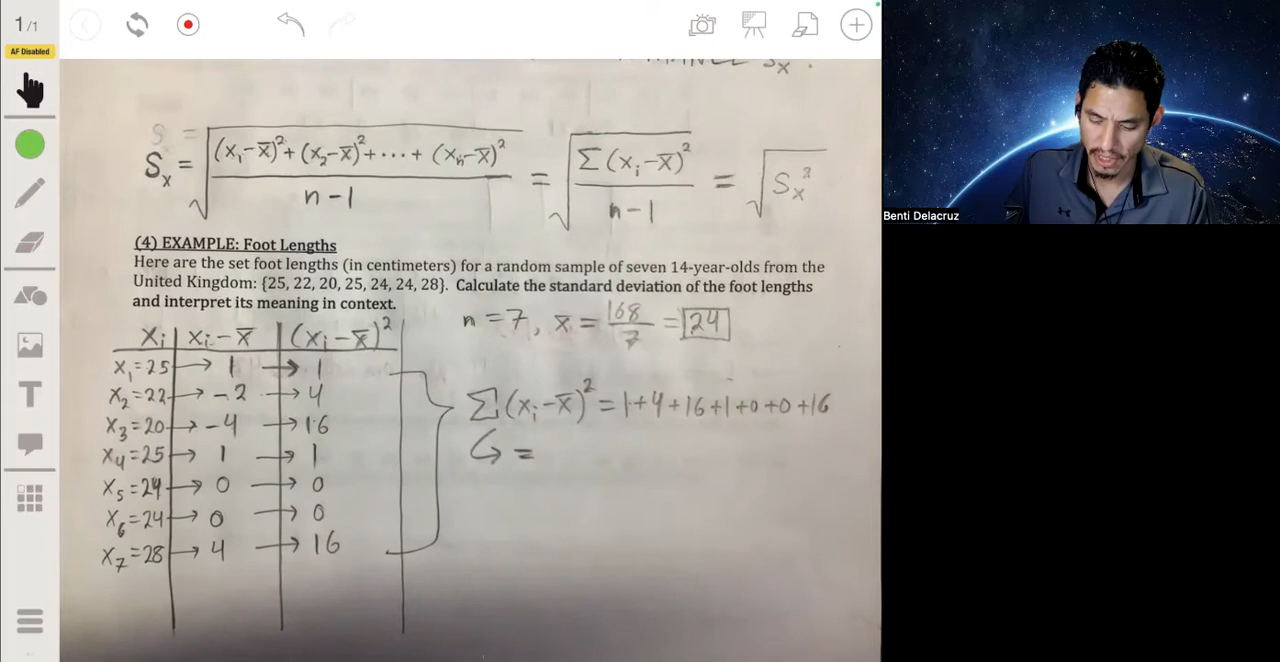 1/1
AF Disabled
Sx .
S =
Sx = √((x₁-x̄)²+(x₂-x̄)²+⋯+(xₙ-x̄)² / n-1) = √(Σ(xᵢ-x̄)² / n-1) = √(Sx²)
(4) EXAMPLE: Foot Lengths
Here are the set foot lengths (in centimeters) for a random sample of seven 14-year-olds from the
United Kingdom: {25, 22, 20, 25, 24, 24, 28}. Calculate the standard deviation of the foot lengths
and interpret its meaning in context.
n = 7, x̄ = 168/7 = 24
xᵢ | xᵢ-x̄ | (xᵢ-x̄)²
x₁=25 → 1 → 1
x₂=22 → -2 → 4
x₃=20 → -4 → 16
x₄=25 → 1 → 1
x₅=24 → 0 → 0
x₆=24 → 0 → 0
x₇=28 → 4 → 16
Σ(xᵢ-x̄)² = 1+4+16+1+0+0+16
↪ =
T
Benti Delacruz